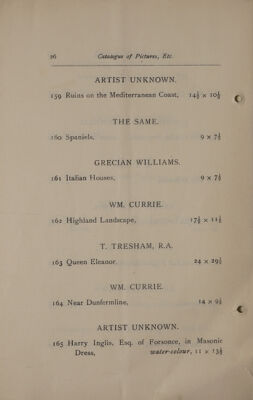 26 Catalogue of Pictures, Etc.
ARTIST UNKNOWN.
159 Ruins on the Mediterranean Coast, 14½ x 10½
THE SAME.
160 Spaniels, 9 x 7½
GRECIAN WILLIAMS.
161 Italian Houses, 9 x 7½
WM. CURRIE.
162 Highland Landscape, 17½ x 11½
T. TRESHAM, R.A.
163 Queen Eleanor, 24 x 29½
WM. CURRIE.
164 Near Dunfermline, 14 x 9½
ARTIST UNKNOWN.
165 Harry Inglis, Esq. of Forsonce, in Masonic
Dress, water-colour, 11 x 13½